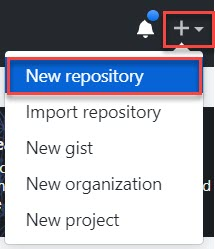 New repository
Import repository
New gist
New organization
New project